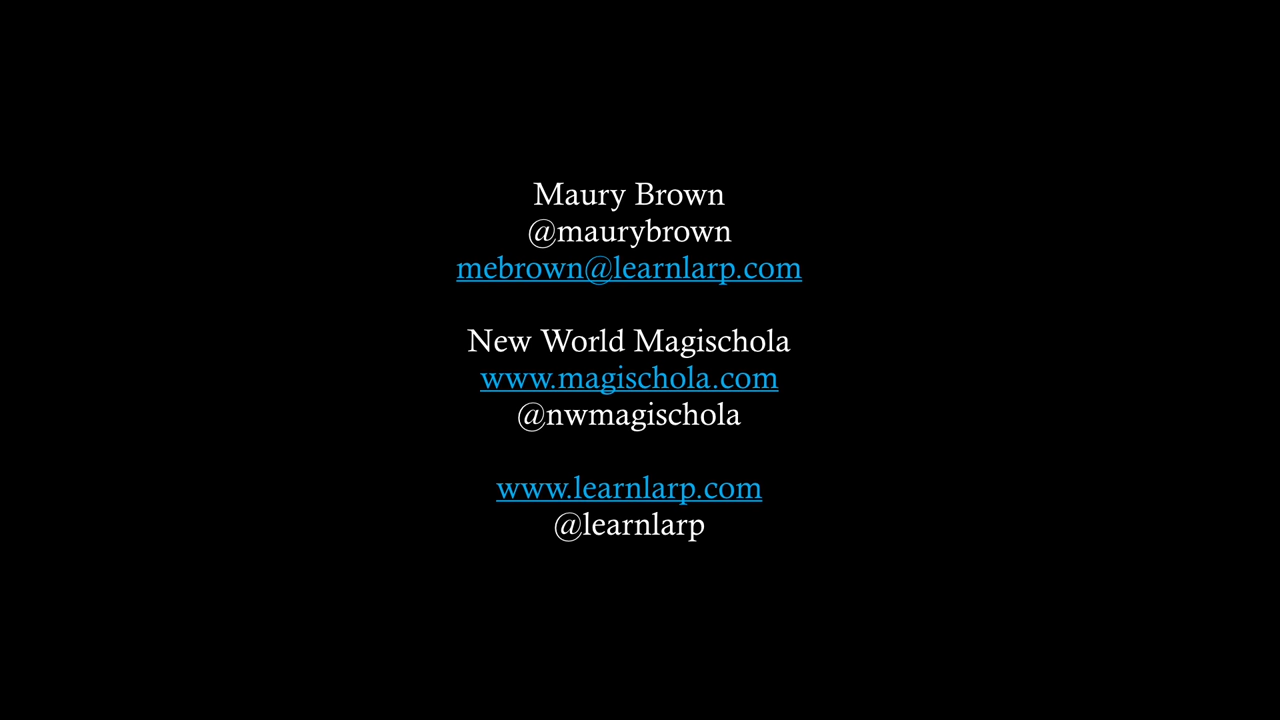 Maury Brown
@maurybrown
mebrown@learnlarp.com
New World Magischola
www.magischola.com
@nwmagischola
www.learnlarp.com
@learnlarp